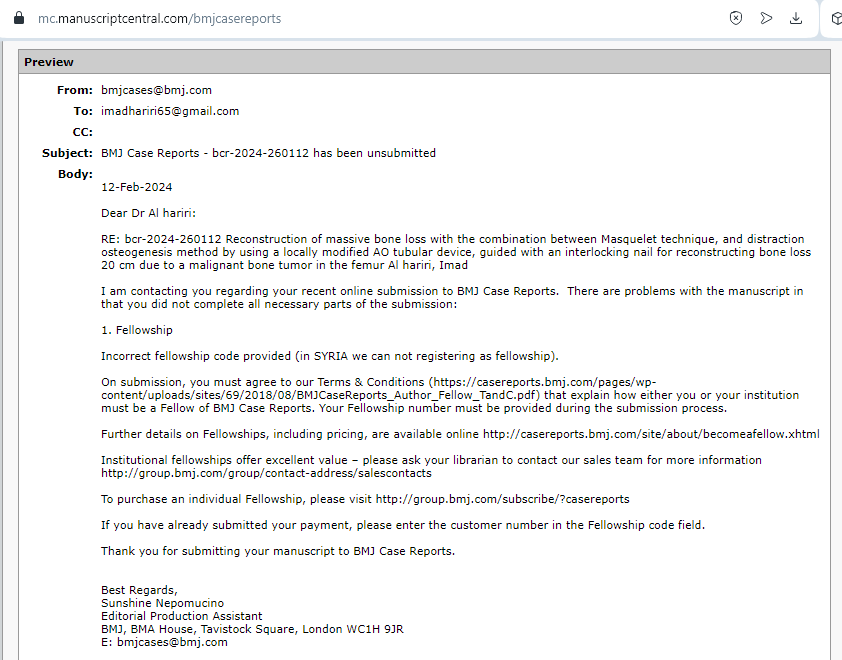 mc.manuscriptcentral.com/bmjcasereports
Preview
From: bmjcases@bmj.com
To: imadhariri65@gmail.com
CC:
Subject: BMJ Case Reports - bcr-2024-260112 has been unsubmitted
Body:
12-Feb-2024
Dear Dr Al hariri:
RE: bcr-2024-260112 Reconstruction of massive bone loss with the combination between Masquelet technique, and distraction
osteogenesis method by using a locally modified AO tubular device, guided with an interlocking nail for reconstructing bone loss
20 cm due to a malignant bone tumor in the femur Al hariri, Imad
I am contacting you regarding your recent online submission to BMJ Case Reports.  There are problems with the manuscript in
that you did not complete all necessary parts of the submission:
1. Fellowship
Incorrect fellowship code provided (in SYRIA we can not registering as fellowship).
On submission, you must agree to our Terms & Conditions (https://casereports.bmj.com/pages/wp-
content/uploads/sites/69/2018/08/BMJCaseReports_Author_Fellow_TandC.pdf) that explain how either you or your institution
must be a Fellow of BMJ Case Reports. Your Fellowship number must be provided during the submission process.
Further details on Fellowships, including pricing, are available online http://casereports.bmj.com/site/about/becomeafellow.xhtml
Institutional fellowships offer excellent value – please ask your librarian to contact our sales team for more information
http://group.bmj.com/group/contact-address/salescontacts
To purchase an individual Fellowship, please visit http://group.bmj.com/subscribe/?casereports
If you have already submitted your payment, please enter the customer number in the Fellowship code field.
Thank you for submitting your manuscript to BMJ Case Reports.
Best Regards,
Sunshine Nepomucino
Editorial Production Assistant
BMJ, BMA House, Tavistock Square, London WC1H 9JR
E: bmjcases@bmj.com